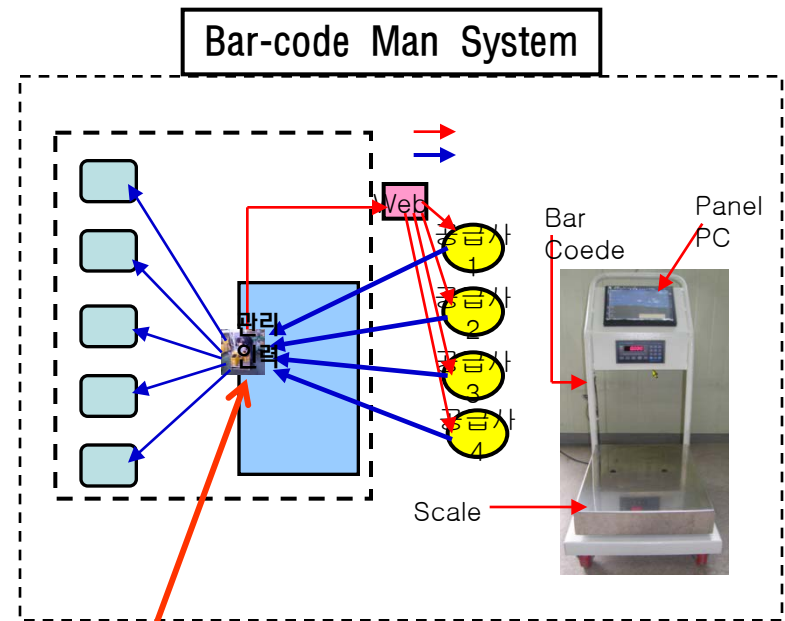 Bar-code Man System
Web
공급사
1
공급사
2
공급사
3
공급사
4
관리
인력
Bar
Coede
Panel
PC
Scale